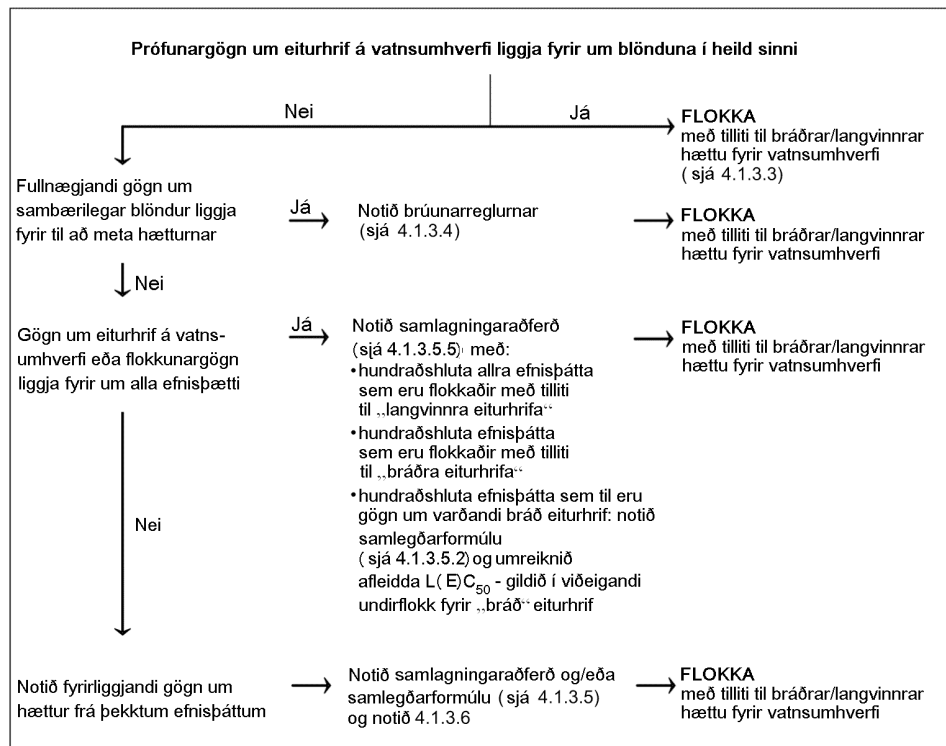 Prófunargögn um eiturhrif á vatnsumhverfi liggja fyrir um blönduna í heild sinni
Nei
Já
FLOKKA
með tilliti til bráðrar/langvinnrar
hættu fyrir vatnsumhverfi
(sjá 4.1.3.3)
Fullnægjandi gögn um
sambærilegar blöndur liggja
fyrir til að meta hætturnar
Já
Notið brúunarreglurnar
(sjá 4.1.3.4)
FLOKKA
með tilliti til bráðrar/langvinnrar
hættu fyrir vatnsumhverfi
Nei
Gögn um eiturhrif á vatns-
umhverfi eða flokkunargögn
liggja fyrir um alla efnisþætti
Já
Notið samlagningaraðferð
(sjá 4.1.3.5.5) með:
• hundraðshluta allra efnisþátta
sem eru flokkaðir með tilliti
til „langvinnra eiturhrifa“
• hundraðshluta efnisþátta
sem eru flokkaðir með tilliti
til „bráðra eiturhrifa“
• hundraðshluta efnisþátta sem til eru
gögn um varðandi bráð eiturhrif: notið
samlegðarformúlu
(sjá 4.1.3.5.2) og umreiknið
afleidda L(E)C50 - gildið í viðeigandi
undirflokk fyrir „bráð“ eiturhrif
FLOKKA
með tilliti til bráðrar/langvinnrar
hættu fyrir vatnsumhverfi
Nei
Notið fyrirliggjandi gögn um
hættur frá þekktum efnisþáttum
Notið samlagningaraðferð og/eða
samlegðarformúlu (sjá 4.1.3.5)
og notið 4.1.3.6
FLOKKA
með tilliti til bráðrar/langvinnrar
hættu fyrir vatnsumhverfi